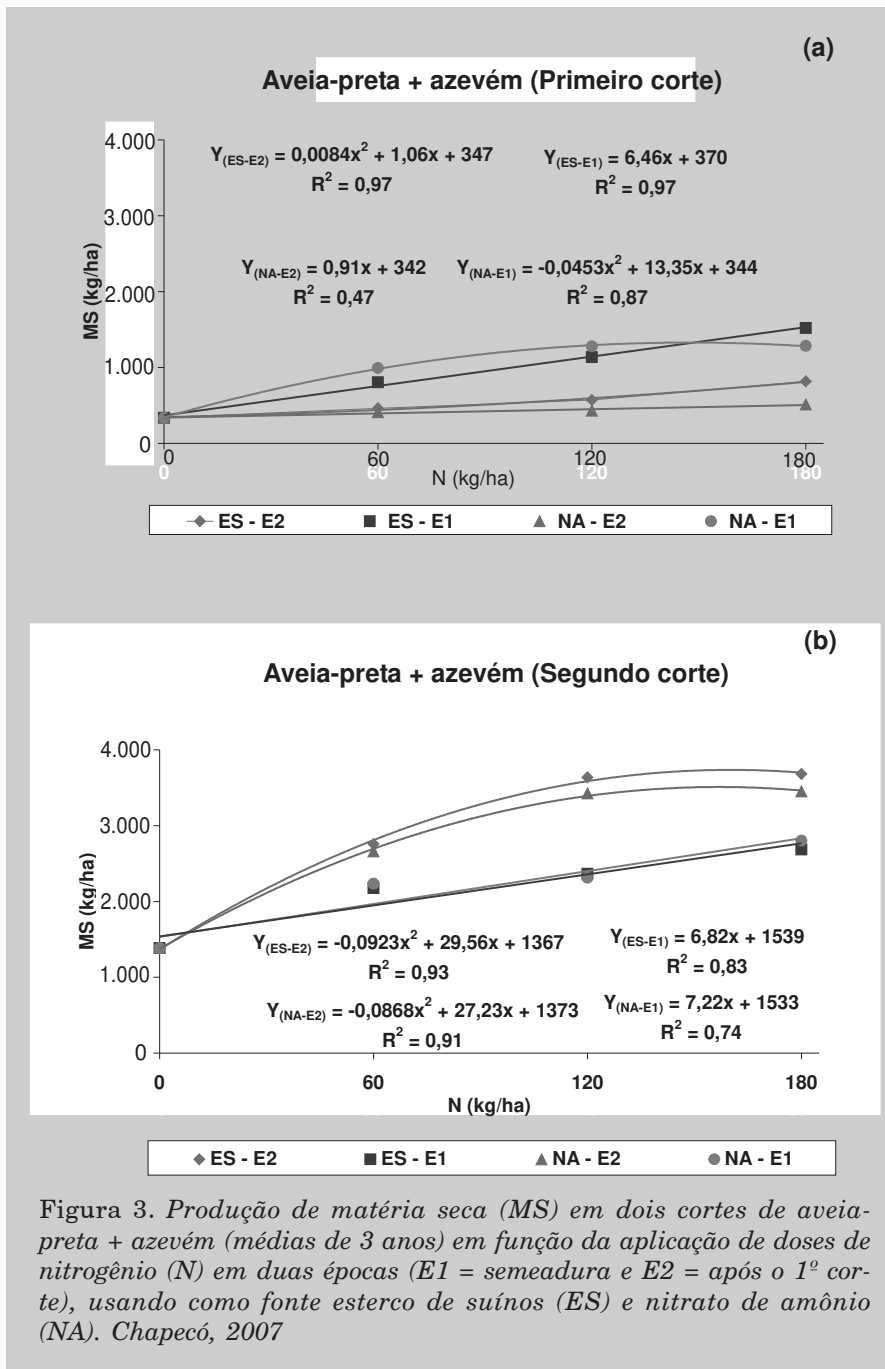 (a)
Aveia-preta + azevém (Primeiro corte)
4.000
3.000
2.000
1.000
0
MS (kg/ha)
Y(ES-E2) = 0,0084x² + 1,06x + 347
R² = 0,97
Y(ES-E1) = 6,46x + 370
R² = 0,97
Y(NA-E2) = 0,91x + 342
R² = 0,47
Y(NA-E1) = -0,0453x² + 13,35x + 344
R² = 0,87
0 60 120 180
0 60 120 180
N (kg/ha)
ES - E2 ES - E1 NA - E2 NA - E1
(b)
Aveia-preta + azevém (Segundo corte)
4.000
3.000
2.000
1.000
0
MS (kg/ha)
Y(ES-E2) = -0,0923x² + 29,56x + 1367
R² = 0,93
Y(ES-E1) = 6,82x + 1539
R² = 0,83
Y(NA-E2) = -0,0868x² + 27,23x + 1373
R² = 0,91
Y(NA-E1) = 7,22x + 1533
R² = 0,74
0 60 120 180
N (kg/ha)
ES - E2 ES - E1 NA - E2 NA - E1
Figura 3. Produção de matéria seca (MS) em dois cortes de aveia-
preta + azevém (médias de 3 anos) em função da aplicação de doses de
nitrogênio (N) em duas épocas (E1 = semeadura e E2 = após o 1º cor-
te), usando como fonte esterco de suínos (ES) e nitrato de amônio
(NA). Chapecó, 2007